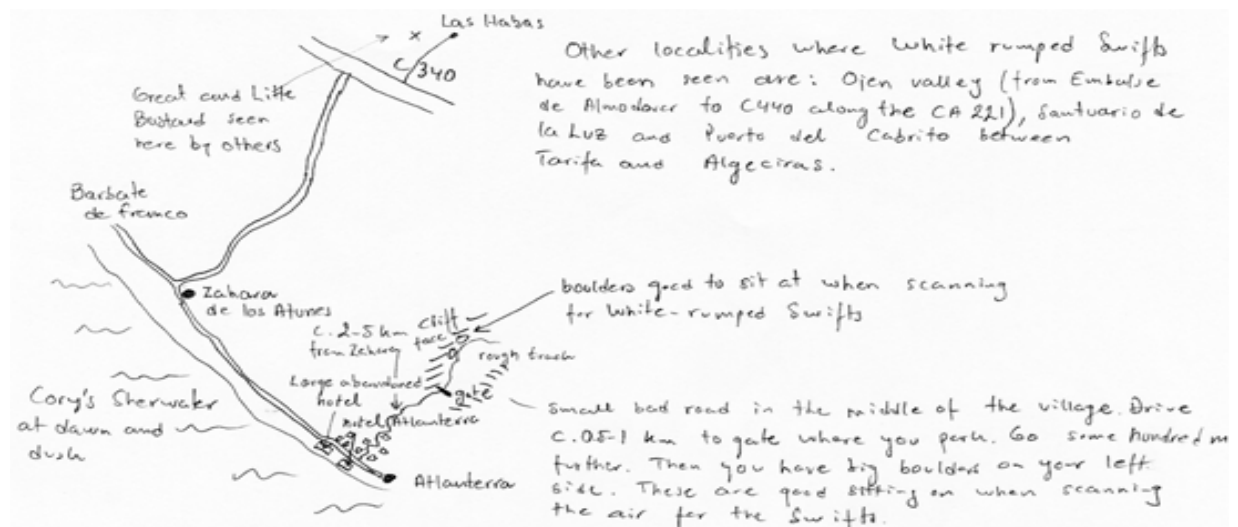 Las Habas
C 340
Great and Little
Bustard seen
here by others
Other localities where White rumped Swifts
have been seen are: Ojen valley (from Embalse
de Almodovar to C440 along the CA 221), Santuario de
la Luz and Puerto del Cabrito between
Tarifa and Algeciras.
Barbate
de franco
Zahara
de los Atunes
boulders good to sit at when scanning
for White-rumped Swifts
c. 2-5 km
from Zahara
Cliff
face
rough track
Large abandoned
hotel
gate
hotel Atlanterra
Cory's Sherwater
at dawn and
dusk
Atlanterra
Small bad road in the middle of the village. Drive
c. 0.5-1 km to gate where you park. Go some hundred m
further. Then you have big boulders on your left
side. These are good sitting on when scanning
the air for the Swifts.